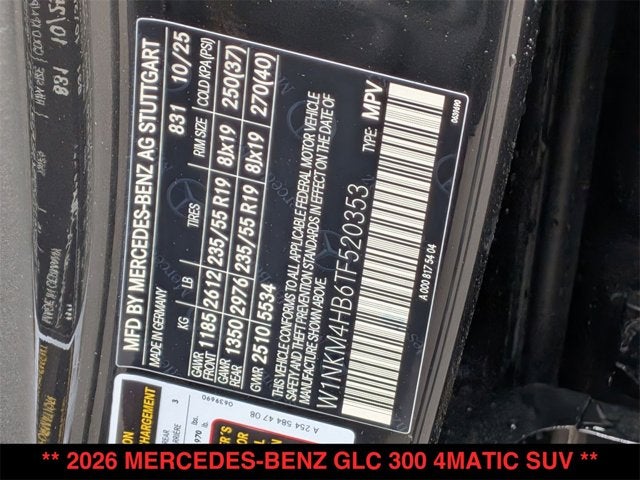 MFD BY MERCEDES-BENZ AG STUTTGART
MADE IN GERMANY 831 10/25
KG LB TIRES RIM SIZE COLD KPA(PSI)
GAWR FRONT 1185 2612 235/55 R19 8Jx19 250(37)
GAWR REAR 1350 2976 235/55 R19 8Jx19 270(40)
GVWR 2510 5534
THIS VEHICLE CONFORMS TO ALL APPLICABLE FEDERAL MOTOR VEHICLE
SAFETY AND THEFT PREVENTION STANDARDS IN EFFECT ON THE DATE OF
MANUFACTURE SHOWN ABOVE.
W1NKM4HB6TF520353 TYPE: MPV
A 000 817 54 04 0639690
CHARGEMENT
3
0639690
A 254 584 47 08
** 2026 MERCEDES-BENZ GLC 300 4MATIC SUV **